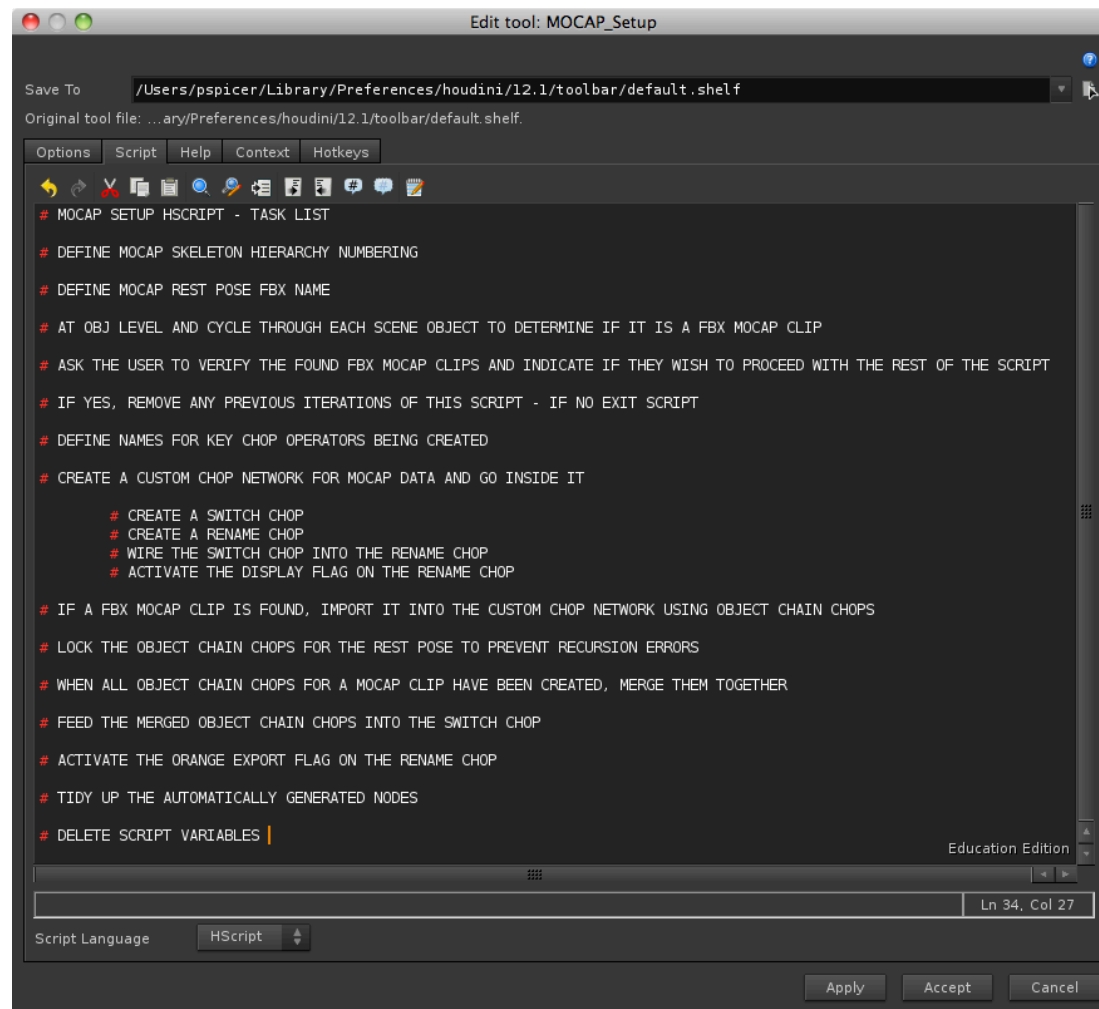 Edit tool: MOCAP_Setup
Save To /Users/pspicer/Library/Preferences/houdini/12.1/toolbar/default.shelf
Original tool file: ...ary/Preferences/houdini/12.1/toolbar/default.shelf.
Options Script Help Context Hotkeys
# MOCAP SETUP HSCRIPT - TASK LIST
# DEFINE MOCAP SKELETON HIERARCHY NUMBERING
# DEFINE MOCAP REST POSE FBX NAME
# AT OBJ LEVEL AND CYCLE THROUGH EACH SCENE OBJECT TO DETERMINE IF IT IS A FBX MOCAP CLIP
# ASK THE USER TO VERIFY THE FOUND FBX MOCAP CLIPS AND INDICATE IF THEY WISH TO PROCEED WITH THE REST OF THE SCRIPT
# IF YES, REMOVE ANY PREVIOUS ITERATIONS OF THIS SCRIPT - IF NO EXIT SCRIPT
# DEFINE NAMES FOR KEY CHOP OPERATORS BEING CREATED
# CREATE A CUSTOM CHOP NETWORK FOR MOCAP DATA AND GO INSIDE IT
# CREATE A SWITCH CHOP
# CREATE A RENAME CHOP
# WIRE THE SWITCH CHOP INTO THE RENAME CHOP
# ACTIVATE THE DISPLAY FLAG ON THE RENAME CHOP
# IF A FBX MOCAP CLIP IS FOUND, IMPORT IT INTO THE CUSTOM CHOP NETWORK USING OBJECT CHAIN CHOPS
# LOCK THE OBJECT CHAIN CHOPS FOR THE REST POSE TO PREVENT RECURSION ERRORS
# WHEN ALL OBJECT CHAIN CHOPS FOR A MOCAP CLIP HAVE BEEN CREATED, MERGE THEM TOGETHER
# FEED THE MERGED OBJECT CHAIN CHOPS INTO THE SWITCH CHOP
# ACTIVATE THE ORANGE EXPORT FLAG ON THE RENAME CHOP
# TIDY UP THE AUTOMATICALLY GENERATED NODES
# DELETE SCRIPT VARIABLES
Education Edition
Ln 34, Col 27
Script Language HScript
Apply Accept Cancel